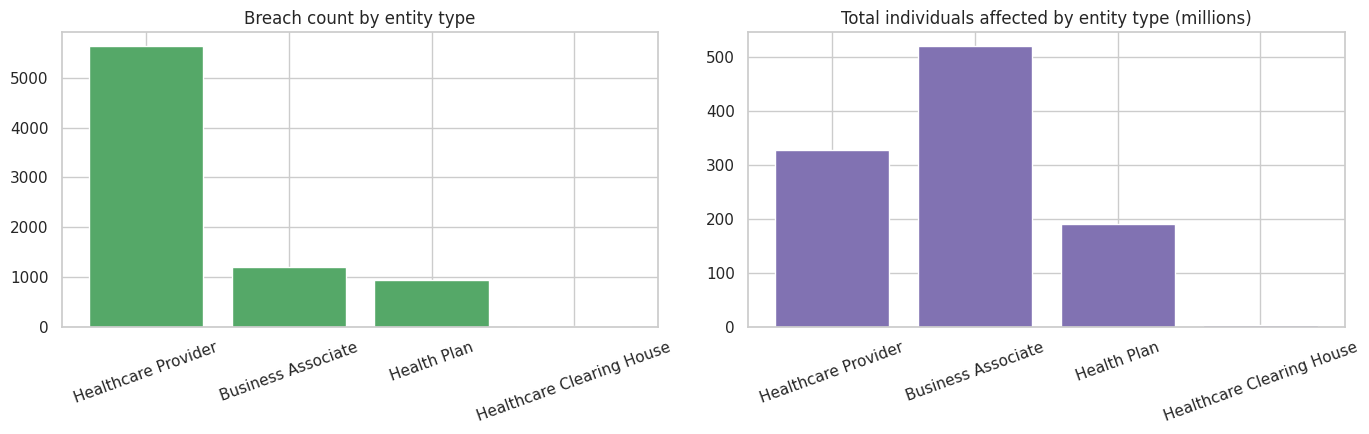 Breach count by entity type
5000
4000
3000
2000
1000
0
Healthcare Provider
Business Associate
Health Plan
Healthcare Clearing House
Total individuals affected by entity type (millions)
500
400
300
200
100
0
Healthcare Provider
Business Associate
Health Plan
Healthcare Clearing House